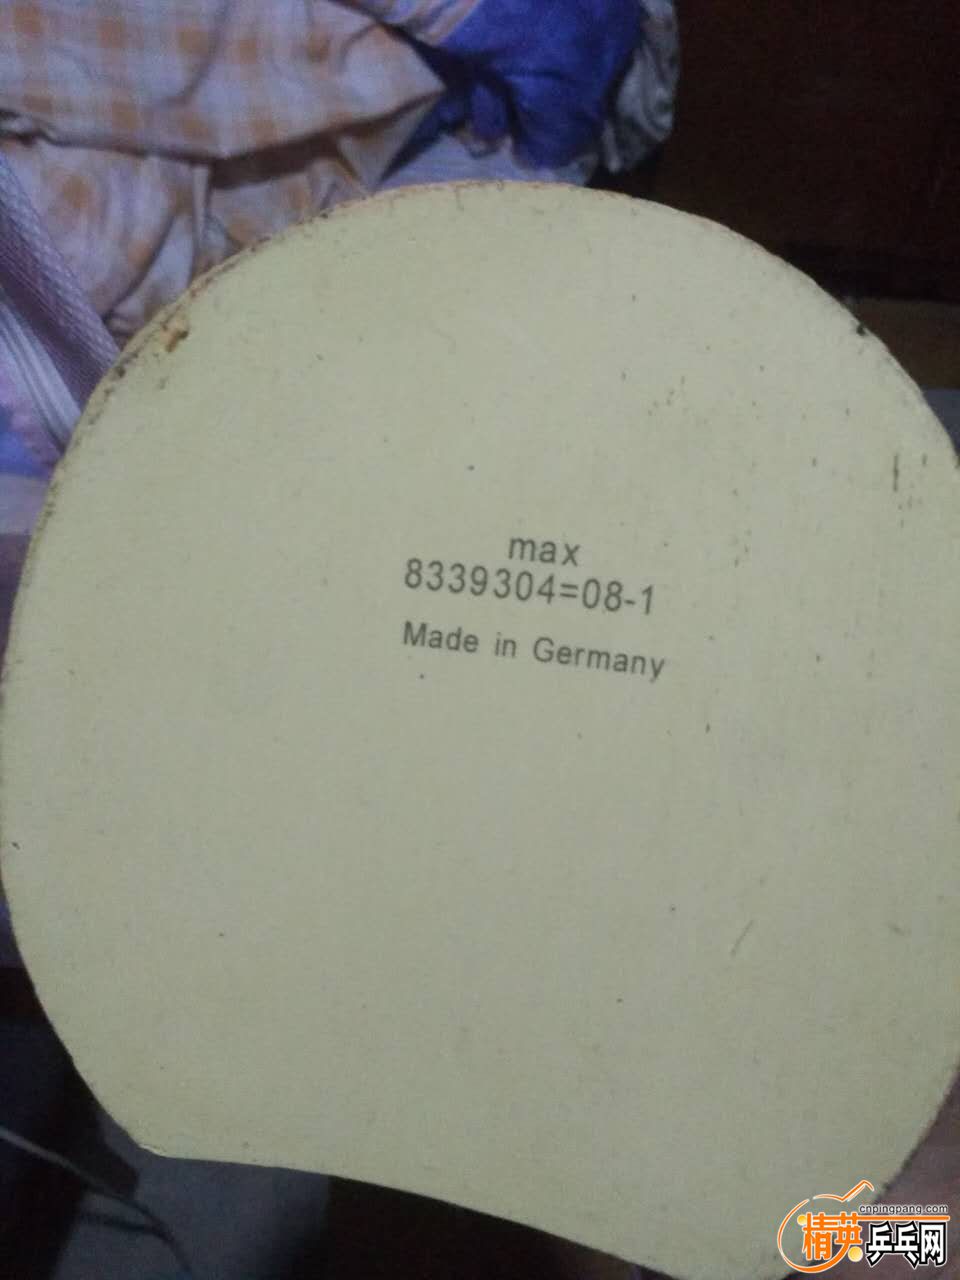 max
8339304=08-1
Made in Germany
cnpingpang.com
精英乒乓网